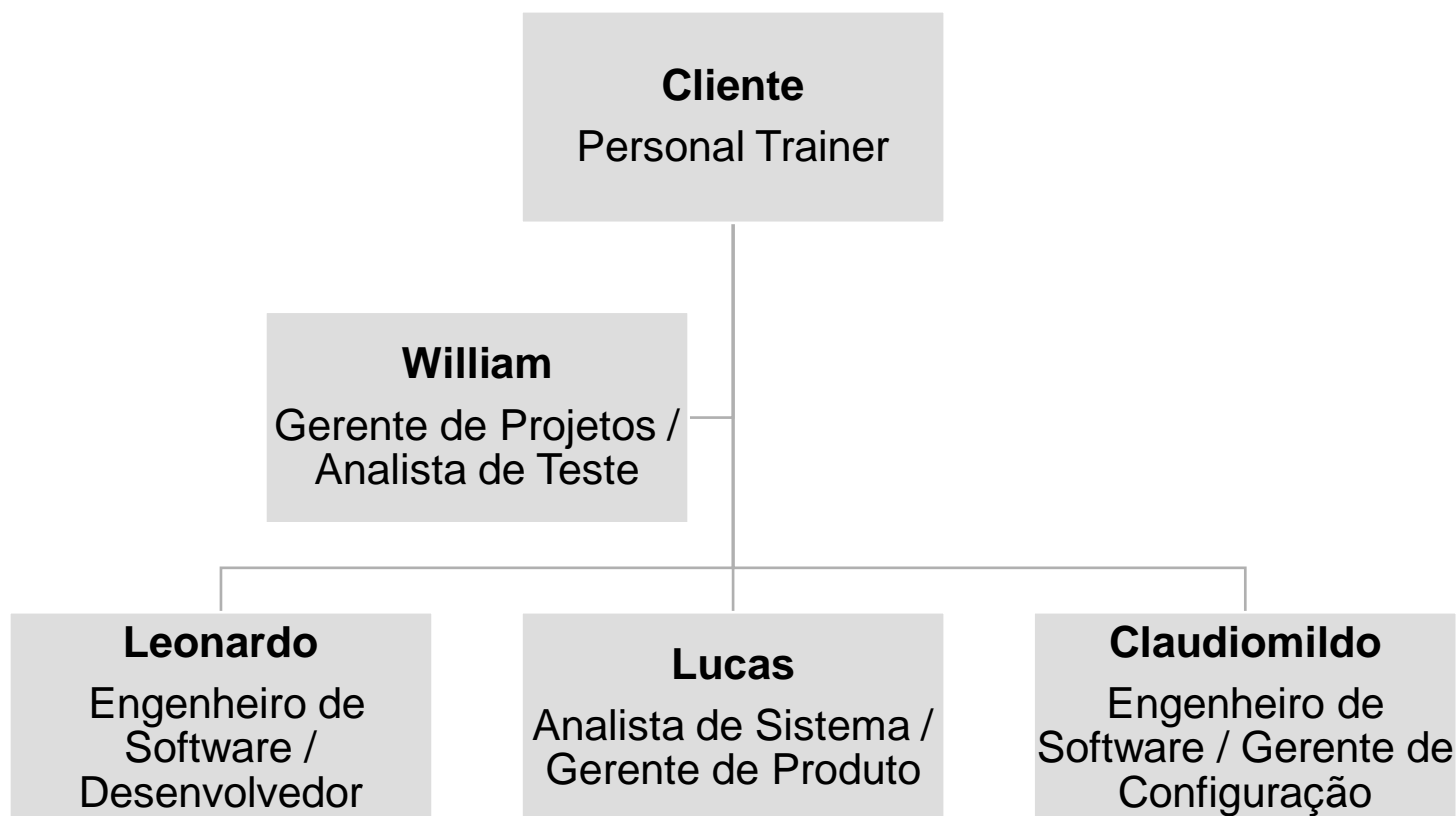 Cliente
Personal Trainer
William
Gerente de Projetos /
Analista de Teste
Leonardo
Engenheiro de
Software /
Desenvolvedor
Lucas
Analista de Sistema /
Gerente de Produto
Claudiomildo
Engenheiro de
Software / Gerente de
Configuração